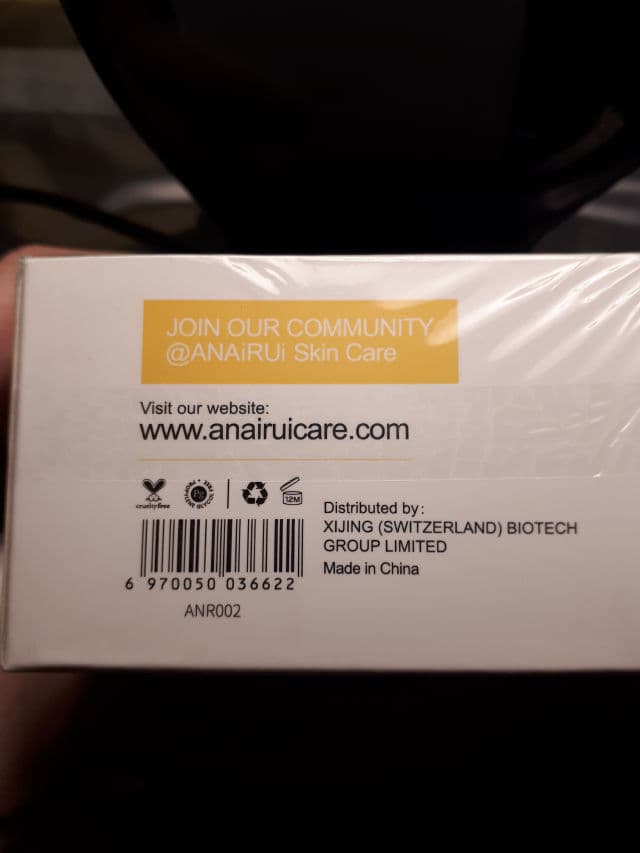 JOIN OUR COMMUNITY
@ANAiRUi Skin Care
Visit our website:
www.anairuicare.com
crueltyfree
12M
Distributed by:
XIJING (SWITZERLAND) BIOTECH
GROUP LIMITED
Made in China
6 970050 036622
ANR002